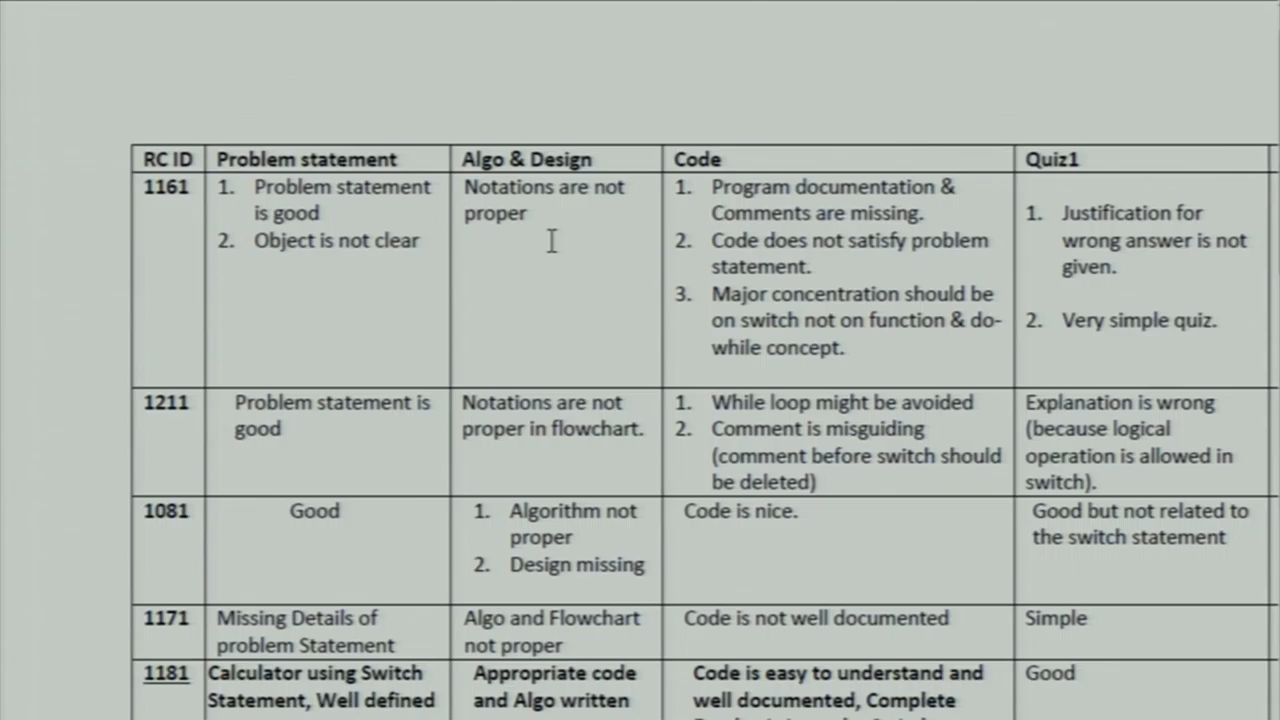 RC ID Problem statement Algo & Design Code Quiz1
1161 1. Problem statement Notations are not 1. Program documentation &
is good proper Comments are missing. 1. Justification for
2. Object is not clear 2. Code does not satisfy problem wrong answer is not
statement. given.
3. Major concentration should be
on switch not on function & do- 2. Very simple quiz.
while concept.
1211 Problem statement is Notations are not 1. While loop might be avoided Explanation is wrong
good proper in flowchart. 2. Comment is misguiding (because logical
(comment before switch should operation is allowed in
be deleted) switch).
1081 Good 1. Algorithm not Code is nice. Good but not related to
proper the switch statement
2. Design missing
1171 Missing Details of Algo and Flowchart Code is not well documented Simple
problem Statement not proper
1181 Calculator using Switch Appropriate code Code is easy to understand and Good
Statement, Well defined and Algo written well documented, Complete